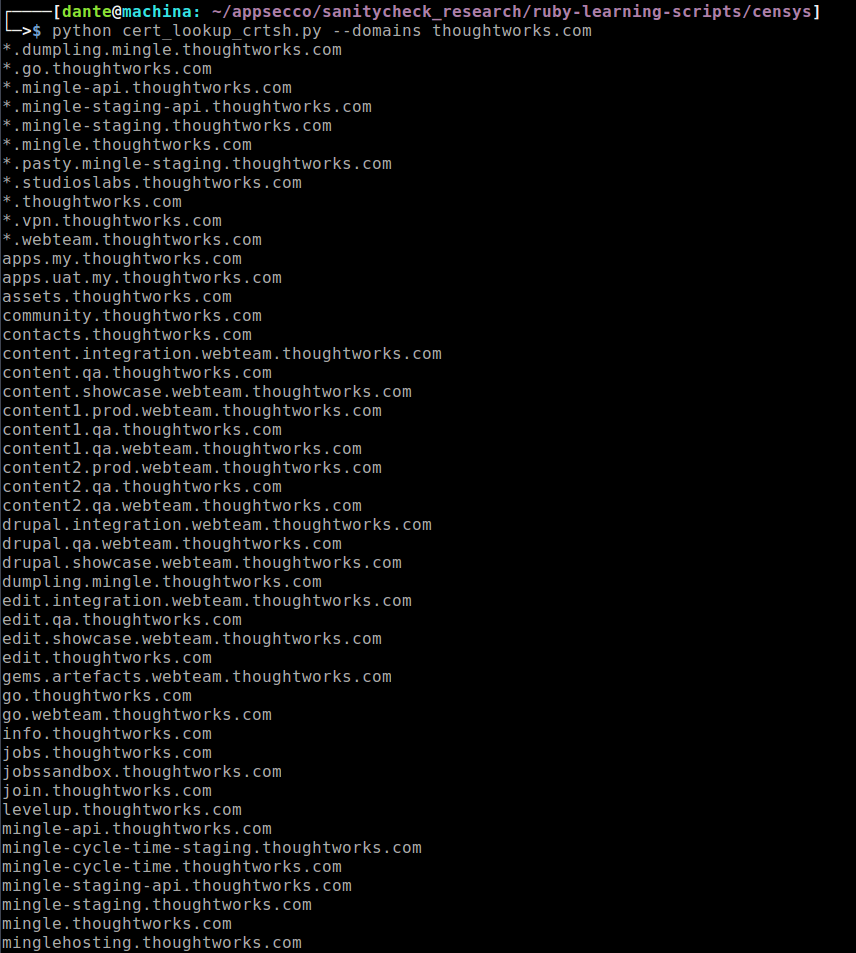 ┌─────[dante@machina: ~/appsecco/sanitycheck_research/ruby-learning-scripts/censys]
└─>$ python cert_lookup_crtsh.py --domains thoughtworks.com
*.dumpling.mingle.thoughtworks.com
*.go.thoughtworks.com
*.mingle-api.thoughtworks.com
*.mingle-staging-api.thoughtworks.com
*.mingle-staging.thoughtworks.com
*.mingle.thoughtworks.com
*.pasty.mingle-staging.thoughtworks.com
*.studioslabs.thoughtworks.com
*.thoughtworks.com
*.vpn.thoughtworks.com
*.webteam.thoughtworks.com
apps.my.thoughtworks.com
apps.uat.my.thoughtworks.com
assets.thoughtworks.com
community.thoughtworks.com
contacts.thoughtworks.com
content.integration.webteam.thoughtworks.com
content.qa.thoughtworks.com
content.showcase.webteam.thoughtworks.com
content1.prod.webteam.thoughtworks.com
content1.qa.thoughtworks.com
content1.qa.webteam.thoughtworks.com
content2.prod.webteam.thoughtworks.com
content2.qa.thoughtworks.com
content2.qa.webteam.thoughtworks.com
drupal.integration.webteam.thoughtworks.com
drupal.qa.webteam.thoughtworks.com
drupal.showcase.webteam.thoughtworks.com
dumpling.mingle.thoughtworks.com
edit.integration.webteam.thoughtworks.com
edit.qa.thoughtworks.com
edit.showcase.webteam.thoughtworks.com
edit.thoughtworks.com
gems.artefacts.webteam.thoughtworks.com
go.thoughtworks.com
go.webteam.thoughtworks.com
info.thoughtworks.com
jobs.thoughtworks.com
jobssandbox.thoughtworks.com
join.thoughtworks.com
levelup.thoughtworks.com
mingle-api.thoughtworks.com
mingle-cycle-time-staging.thoughtworks.com
mingle-cycle-time.thoughtworks.com
mingle-staging-api.thoughtworks.com
mingle-staging.thoughtworks.com
mingle.thoughtworks.com
minglehosting.thoughtworks.com